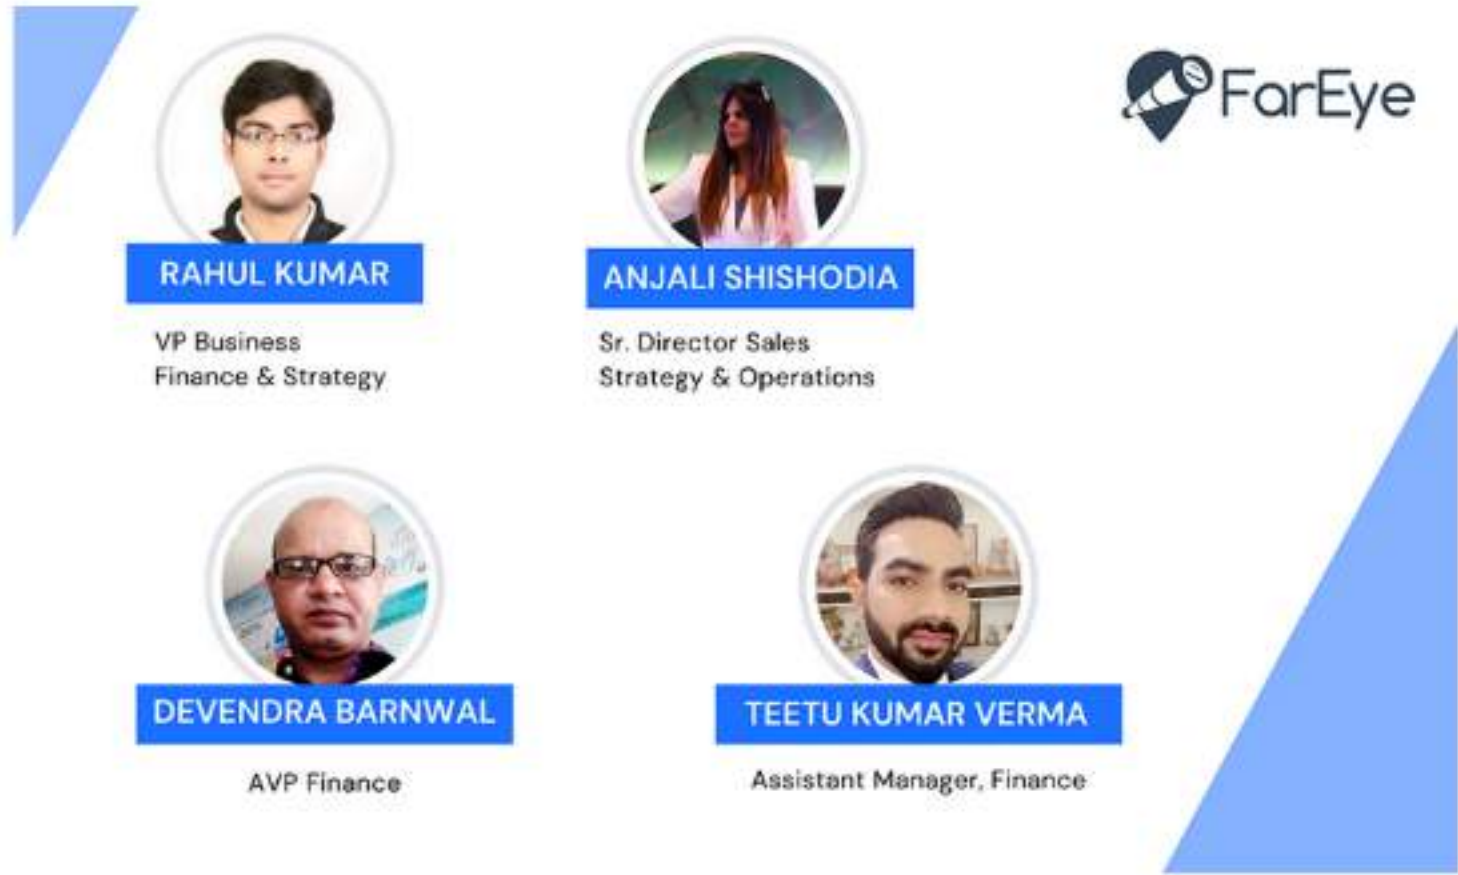 FarEye
RAHUL KUMAR
VP Business
Finance & Strategy
ANJALI SHISHODIA
Sr. Director Sales
Strategy & Operations
DEVENDRA BARNWAL
AVP Finance
TEETU KUMAR VERMA
Assistant Manager, Finance